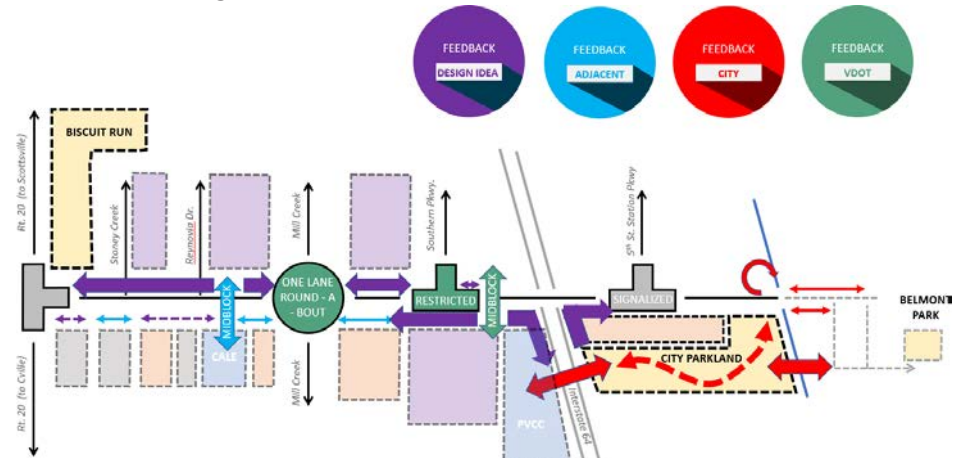 FEEDBACK
DESIGN IDEA
FEEDBACK
ADJACENT
FEEDBACK
CITY
FEEDBACK
VDOT
BISCUIT RUN
Rt. 20 (to Scottsville)
Stoney Creek
Reynovia Dr.
Mill Creek
Southern Pkwy.
5th St. Station Pkwy
ONE LANE
ROUND - A
- BOUT
RESTRICTED
MIDBLOCK
MIDBLOCK
SIGNALIZED
BELMONT
PARK
CALE
CITY PARKLAND
Rt. 20 (to Cville)
Mill Creek
PVCC
Interstate 64